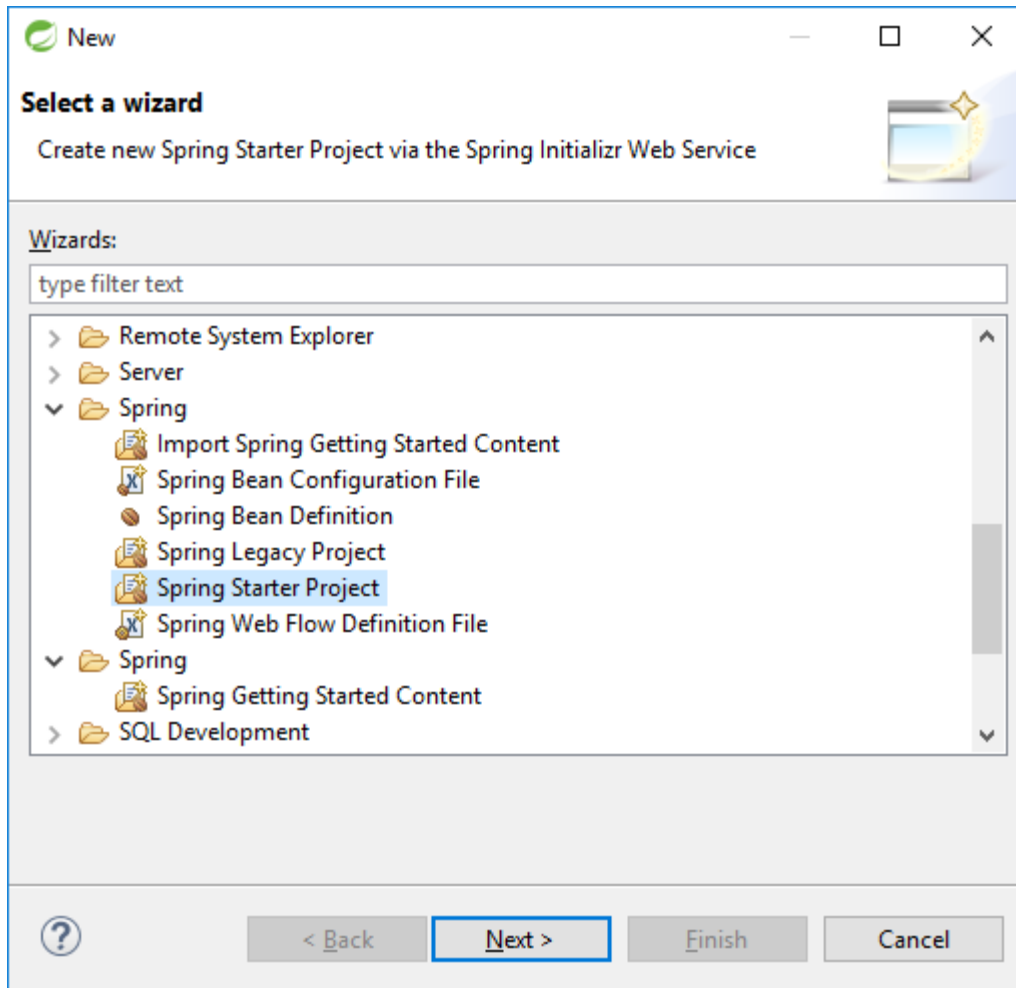 New
Select a wizard
Create new Spring Starter Project via the Spring Initializr Web Service
Wizards:
type filter text
Remote System Explorer
Server
Spring
Import Spring Getting Started Content
Spring Bean Configuration File
Spring Bean Definition
Spring Legacy Project
Spring Starter Project
Spring Web Flow Definition File
Spring
Spring Getting Started Content
SQL Development
? < Back Next > Finish Cancel